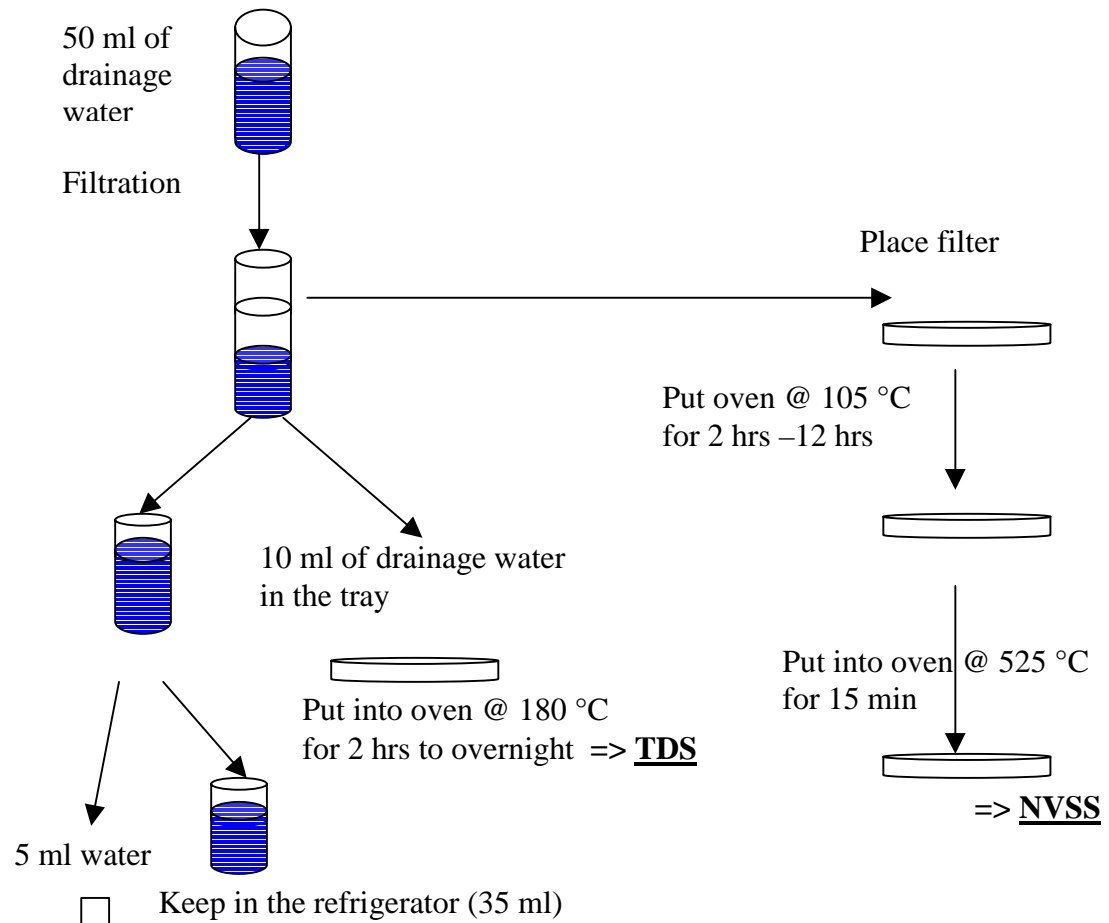 50 ml of
drainage
water
Filtration
Place filter
Put oven @ 105 °C
for 2 hrs –12 hrs
10 ml of drainage water
in the tray
Put into oven @ 525 °C
for 15 min
Put into oven @ 180 °C
for 2 hrs to overnight => TDS
=> NVSS
5 ml water
Keep in the refrigerator (35 ml)